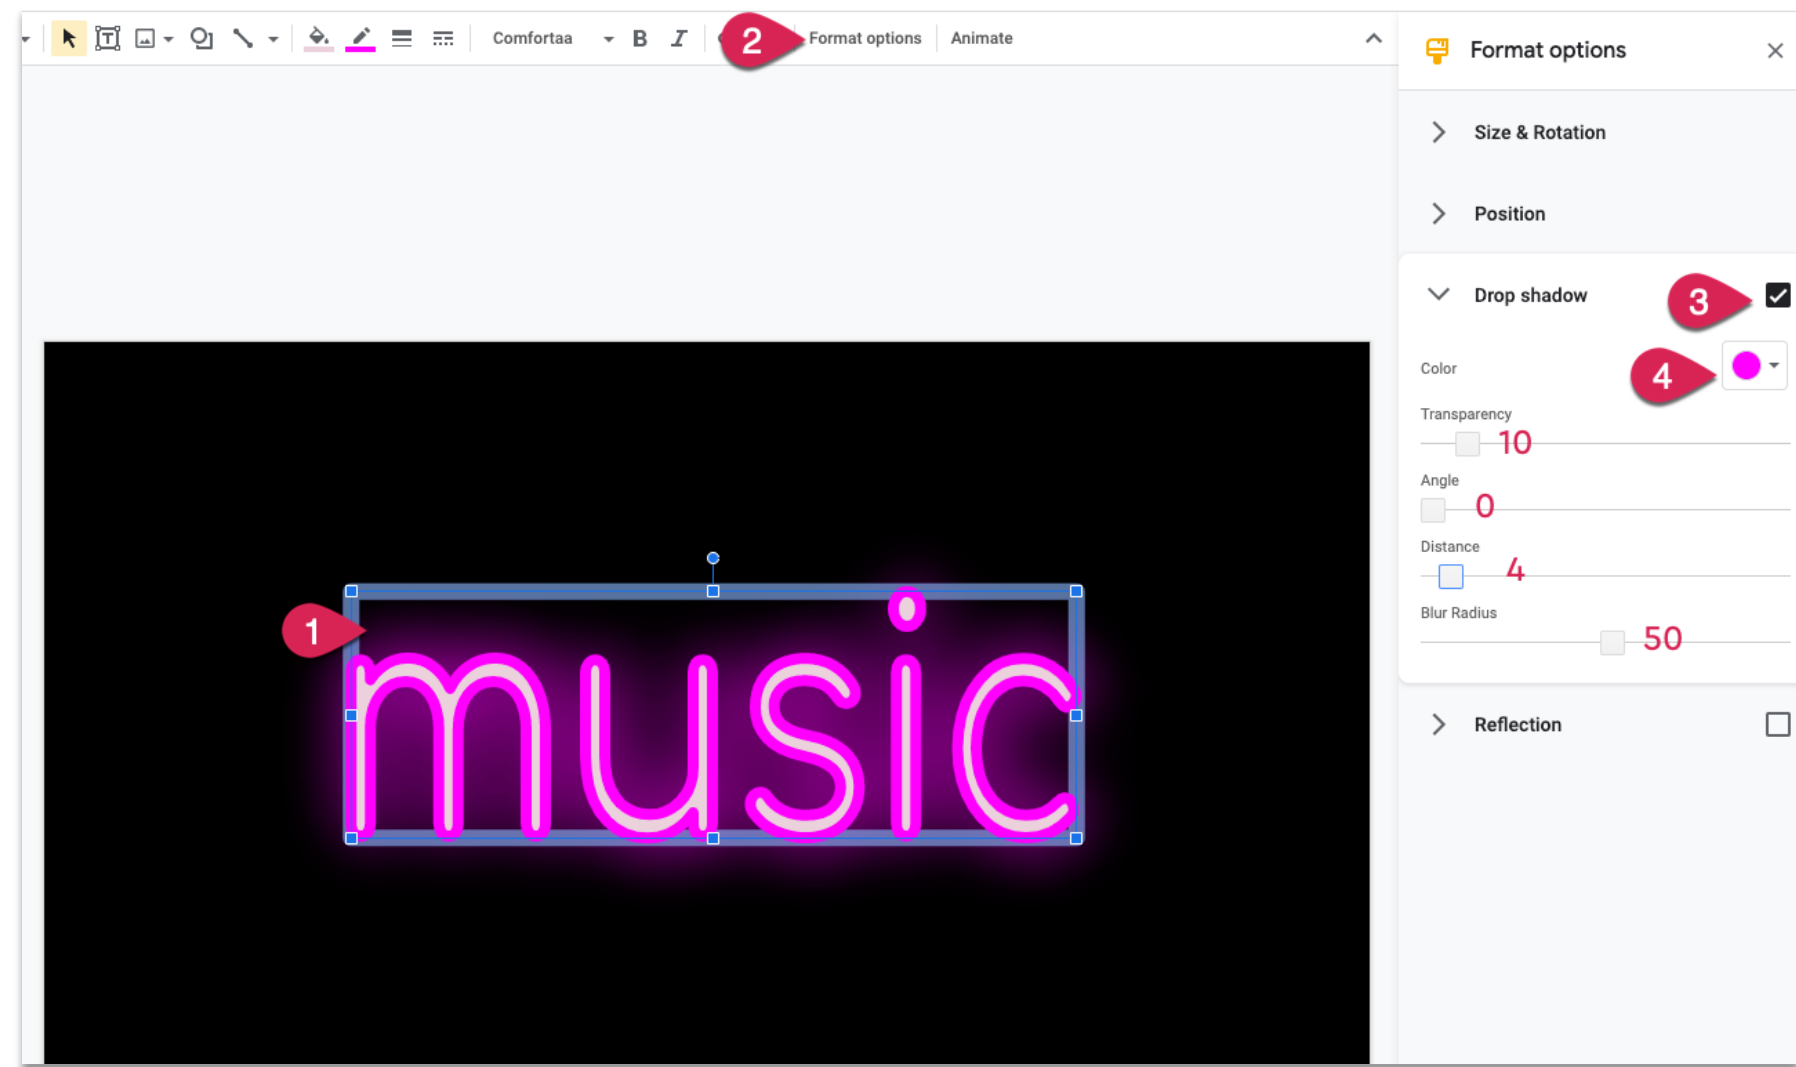 Comfortaa B I 2 Format options Animate
Format options
Size & Rotation
Position
Drop shadow 3
Color 4
Transparency
10
Angle
0
Distance
4
Blur Radius
50
Reflection
1
music